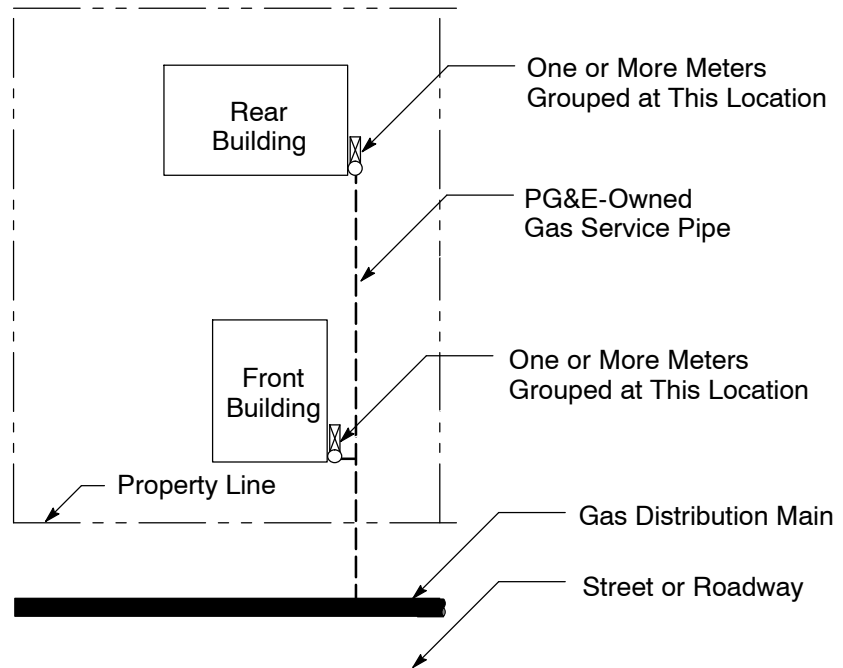 One or More Meters
Grouped at This Location
Rear
Building
PG&E-Owned
Gas Service Pipe
One or More Meters
Grouped at This Location
Front
Building
Property Line
Gas Distribution Main
Street or Roadway